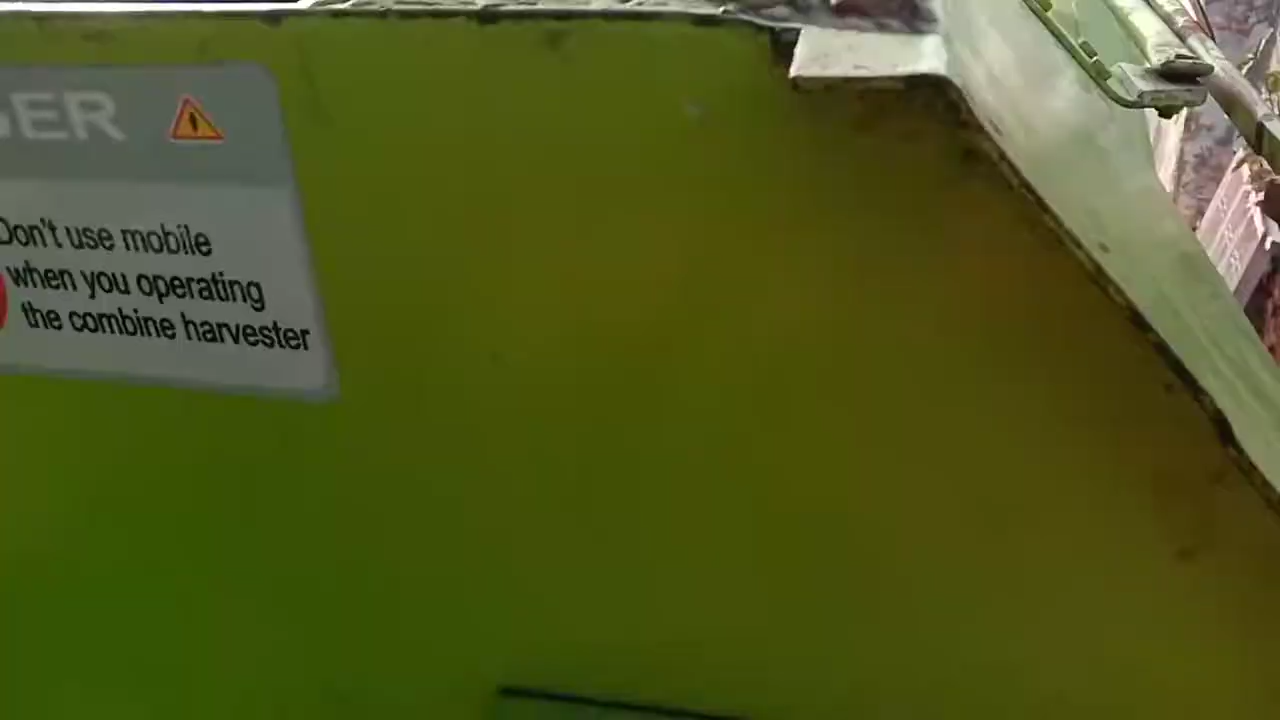 GER
Don't use mobile
when you operating
the combine harvester